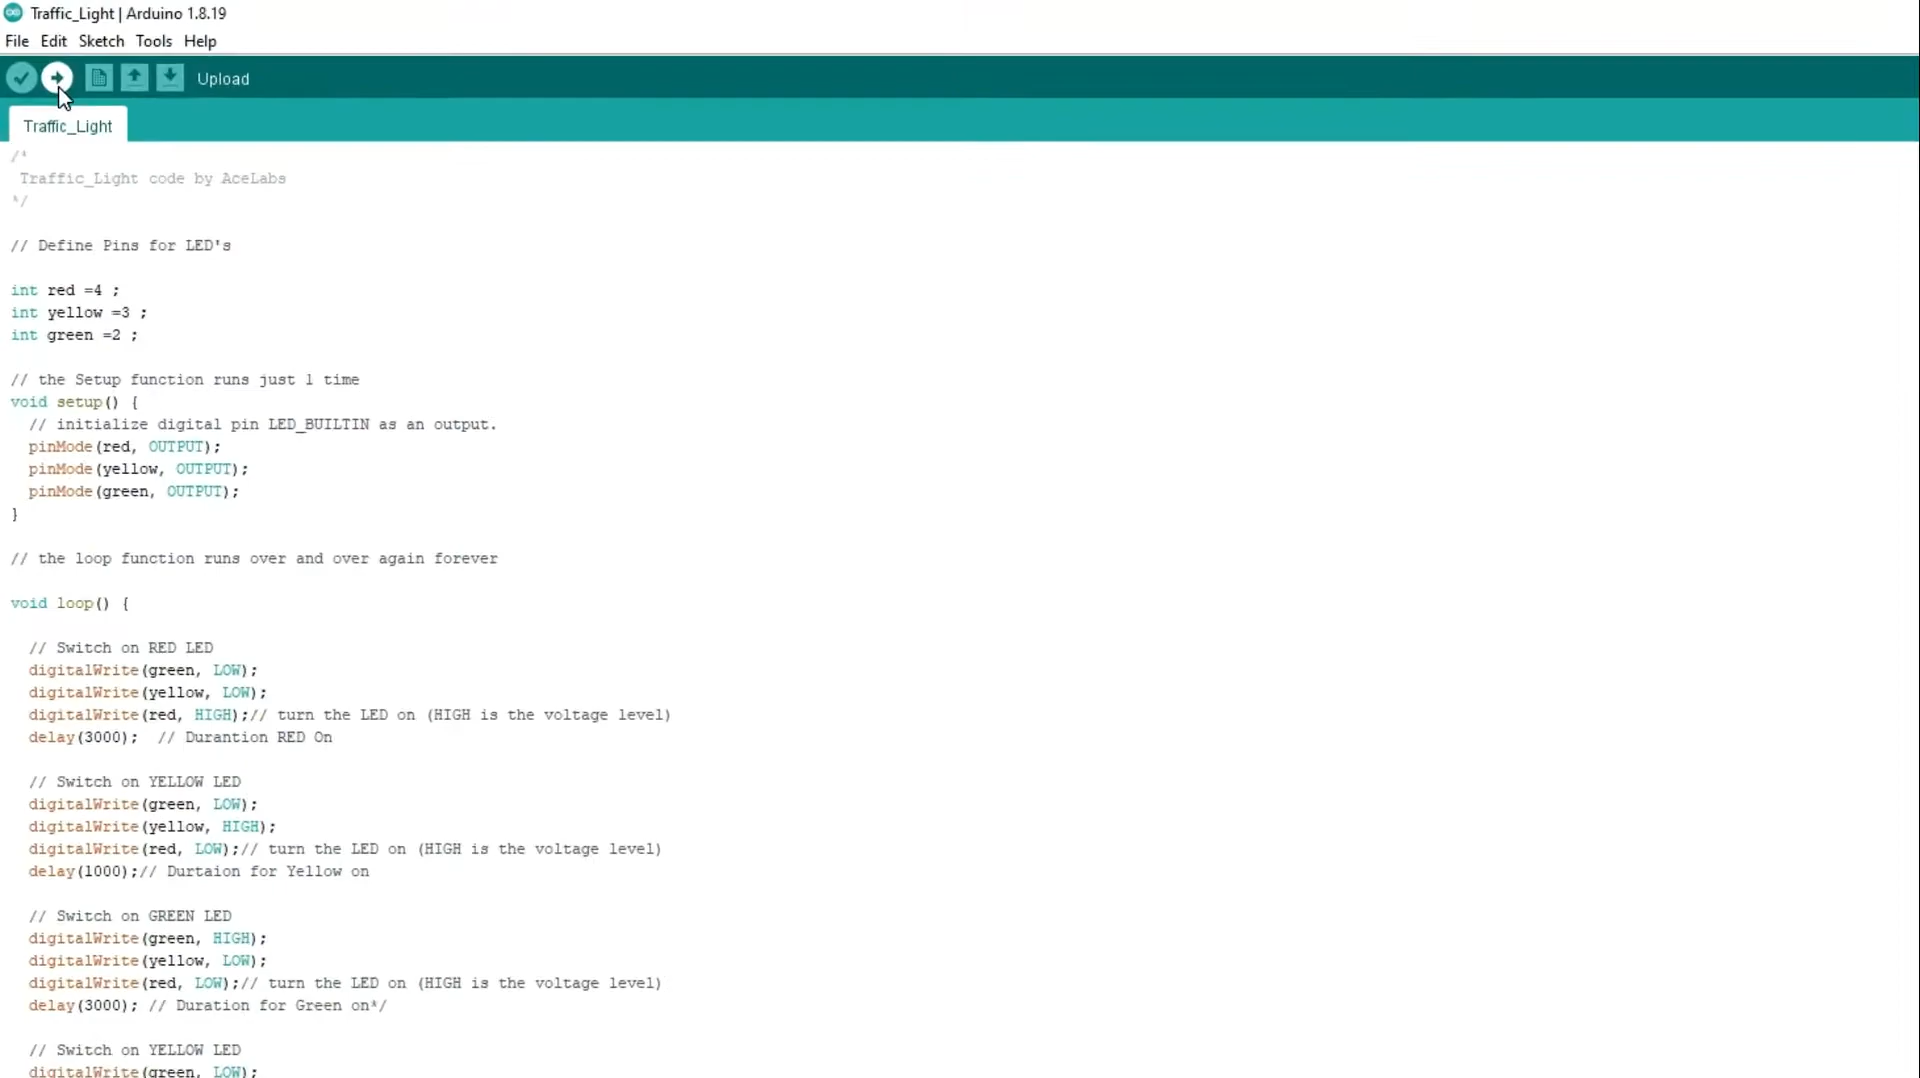 Traffic_Light | Arduino 1.8.19
File Edit Sketch Tools Help
Upload
Traffic_Light
/*
Traffic_Light code by AceLabs
*/
// Define Pins for LED's
int red =4 ;
int yellow =3 ;
int green =2 ;
// the Setup function runs just 1 time
void setup() {
// initialize digital pin LED_BUILTIN as an output.
pinMode(red, OUTPUT);
pinMode(yellow, OUTPUT);
pinMode(green, OUTPUT);
}
// the loop function runs over and over again forever
void loop() {
// Switch on RED LED
digitalWrite(green, LOW);
digitalWrite(yellow, LOW);
digitalWrite(red, HIGH);// turn the LED on (HIGH is the voltage level)
delay(3000);  // Durantion RED On
// Switch on YELLOW LED
digitalWrite(green, LOW);
digitalWrite(yellow, HIGH);
digitalWrite(red, LOW);// turn the LED on (HIGH is the voltage level)
delay(1000);// Durtaion for Yellow on
// Switch on GREEN LED
digitalWrite(green, HIGH);
digitalWrite(yellow, LOW);
digitalWrite(red, LOW);// turn the LED on (HIGH is the voltage level)
delay(3000); // Duration for Green on*/
// Switch on YELLOW LED
digitalWrite(green, LOW);